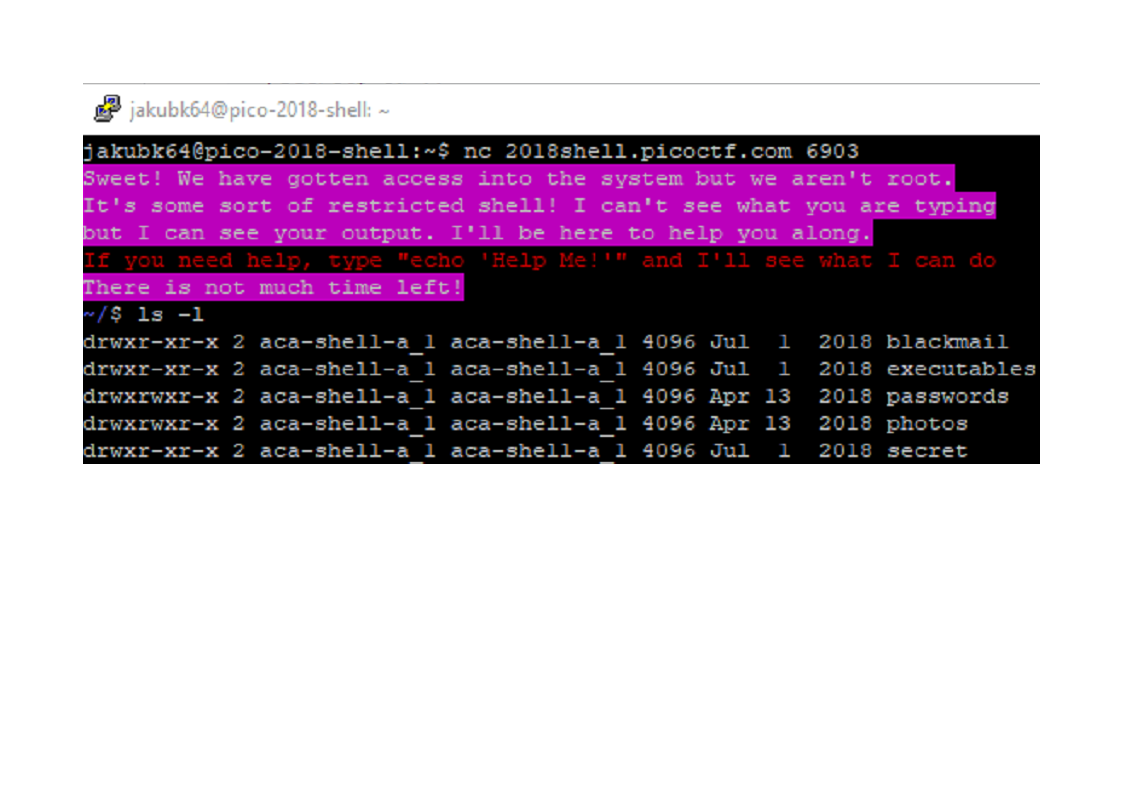 jakubk64@pico-2018-shell: ~
jakubk64@pico-2018-shell:~$ nc 2018shell.picoctf.com 6903
Sweet! We have gotten access into the system but we aren't root.
It's some sort of restricted shell! I can't see what you are typing
but I can see your output. I'll be here to help you along.
If you need help, type "echo 'Help Me!'" and I'll see what I can do
There is not much time left!
~/$ ls -l
drwxr-xr-x 2 aca-shell-a_1 aca-shell-a_1 4096 Jul  1  2018 blackmail
drwxr-xr-x 2 aca-shell-a_1 aca-shell-a_1 4096 Jul  1  2018 executables
drwxrwxr-x 2 aca-shell-a_1 aca-shell-a_1 4096 Apr 13  2018 passwords
drwxrwxr-x 2 aca-shell-a_1 aca-shell-a_1 4096 Apr 13  2018 photos
drwxr-xr-x 2 aca-shell-a_1 aca-shell-a_1 4096 Jul  1  2018 secret